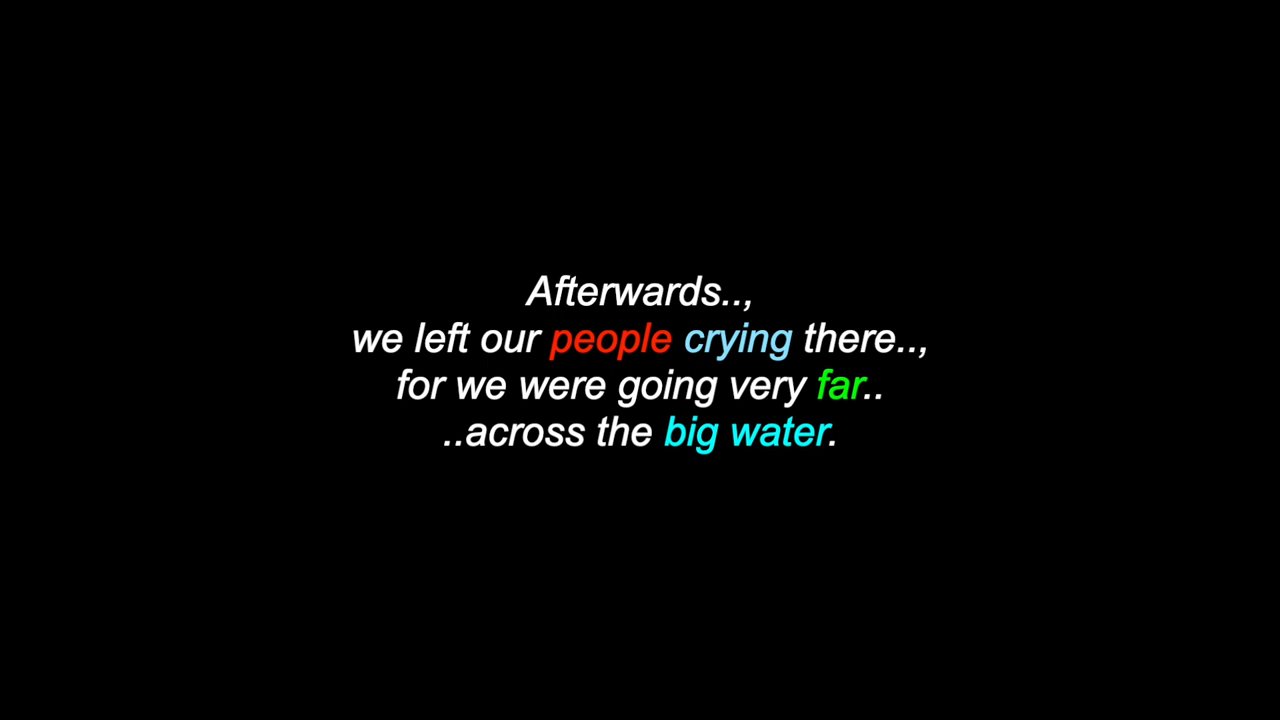 Afterwards..,
we left our people crying there..,
for we were going very far..
..across the big water.